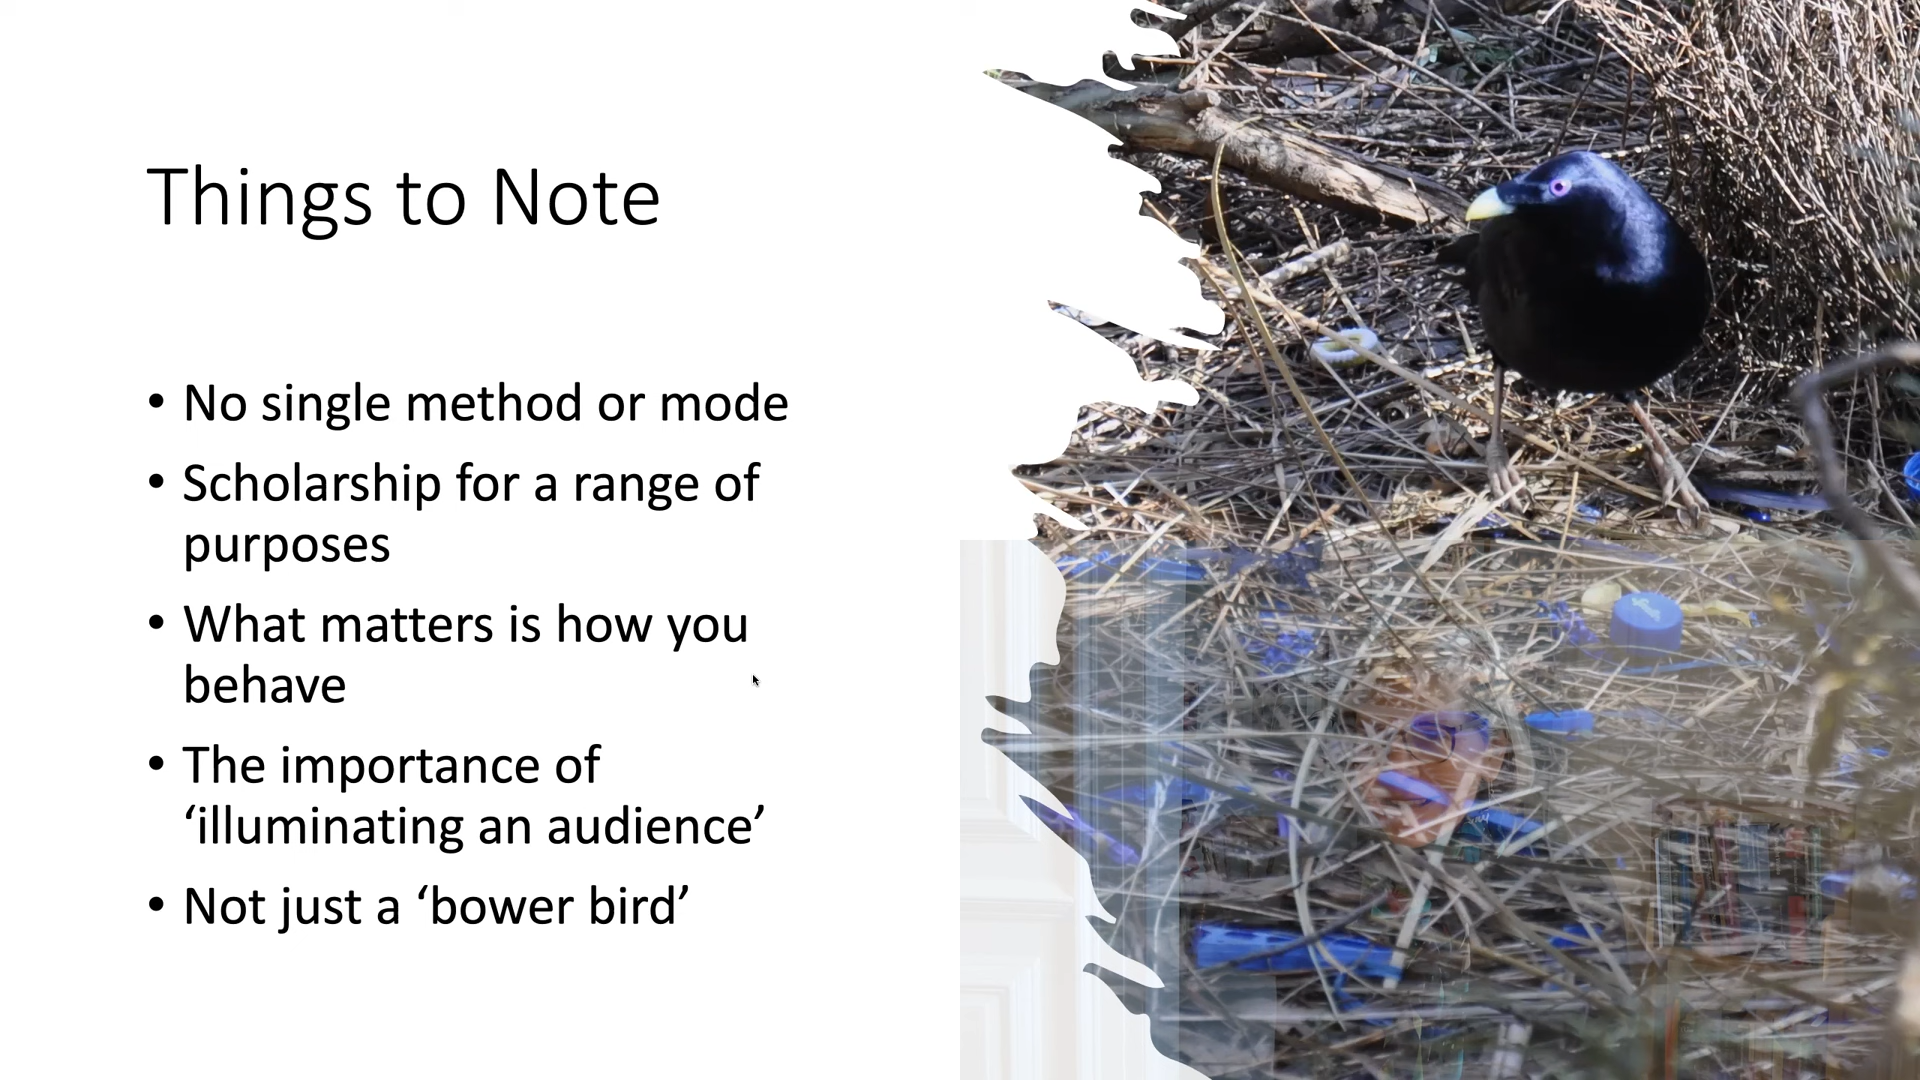 Things to Note
• No single method or mode
• Scholarship for a range of
purposes
• What matters is how you
behave
• The importance of
‘illuminating an audience’
• Not just a ‘bower bird’